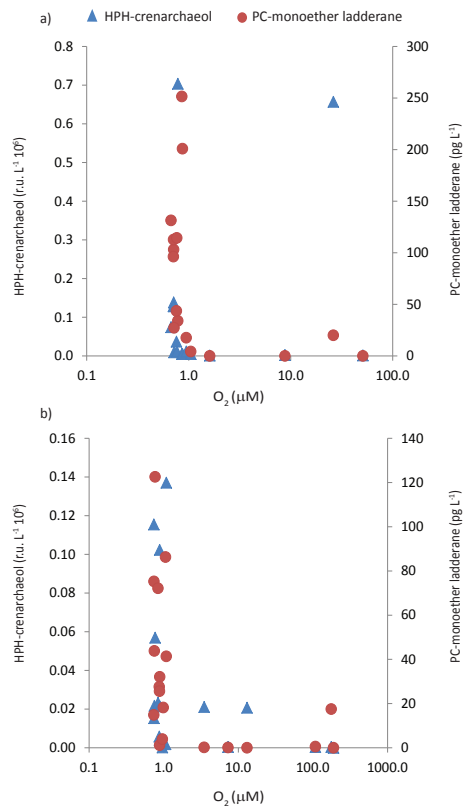 HPH-crenarchaeol PC-monoether ladderane
a)
0.8 300
0.7 250
0.6
0.5 200
0.4 150
0.3 100
0.2
0.1 50
0.0 0
HPH-crenarchaeol (r.u. L⁻¹ 10⁶)
PC-monoether ladderane (pg L⁻¹)
0.1 1.0 10.0 100.0
O₂ (µM)
b)
0.16 140
0.14 120
0.12 100
0.10 80
0.08
0.06 60
0.04 40
0.02 20
0.00 0
HPH-crenarchaeol (r.u. L⁻¹ 10⁶)
PC-monoether ladderane (pg L⁻¹)
0.1 1.0 10.0 100.0 1000.0
O₂ (µM)